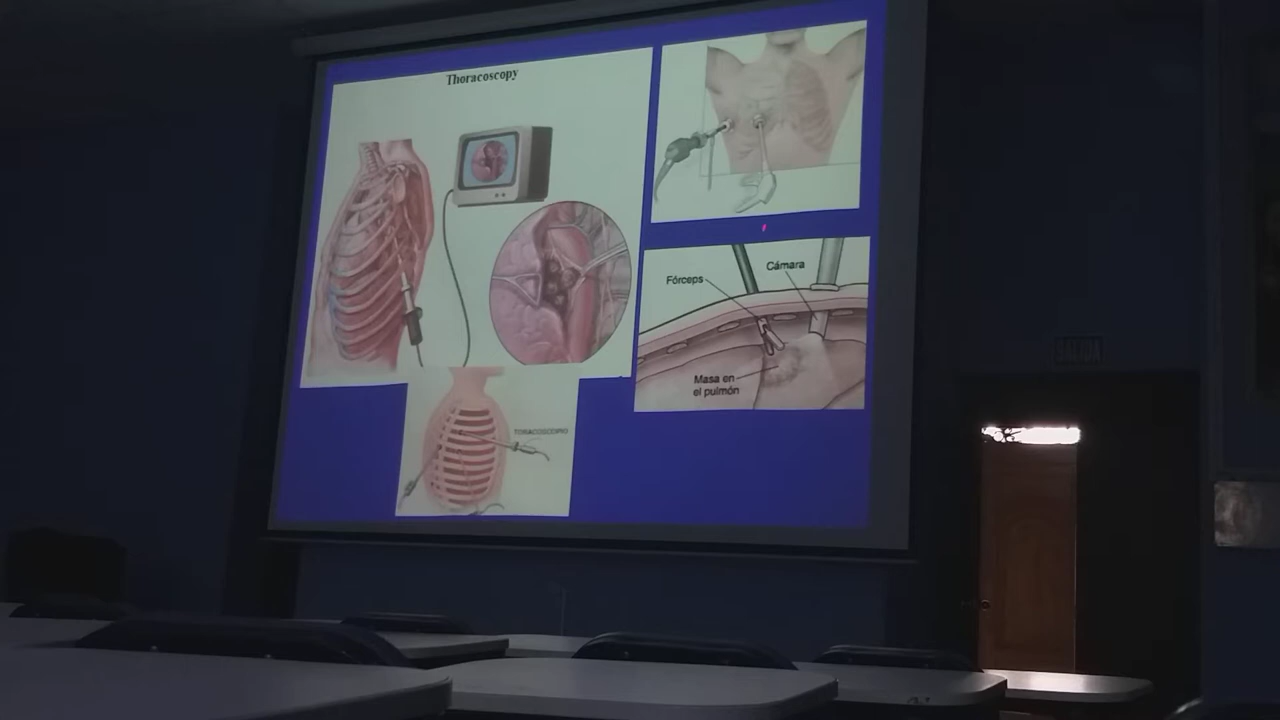 Thoracoscopy
Fórceps
Cámara
Masa en
el pulmón
TORACOSCOPIO
SALIDA